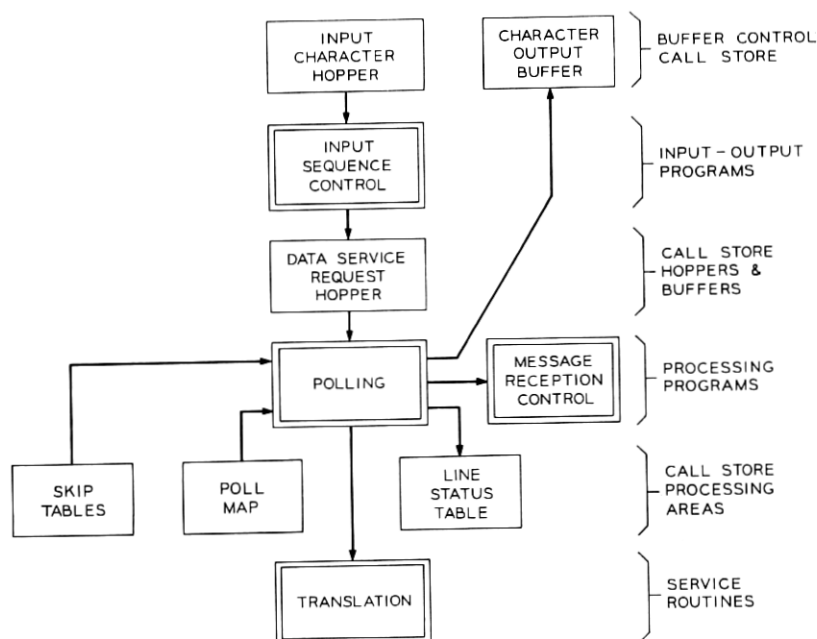 INPUT
CHARACTER
HOPPER
CHARACTER
OUTPUT
BUFFER
BUFFER CONTROL
CALL STORE
INPUT
SEQUENCE
CONTROL
INPUT-OUTPUT
PROGRAMS
DATA SERVICE
REQUEST
HOPPER
CALL STORE
HOPPERS &
BUFFERS
POLLING
MESSAGE
RECEPTION
CONTROL
PROCESSING
PROGRAMS
SKIP
TABLES
POLL
MAP
LINE
STATUS
TABLE
CALL STORE
PROCESSING
AREAS
TRANSLATION
SERVICE
ROUTINES